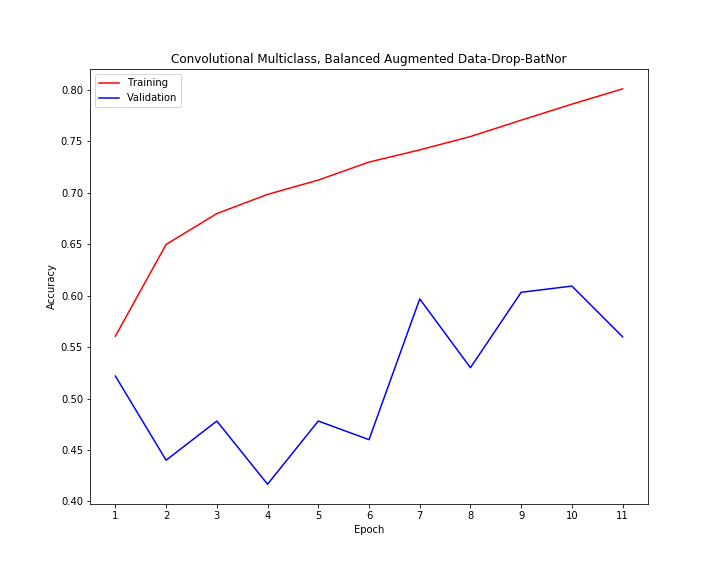 Convolutional Multiclass, Balanced Augmented Data-Drop-BatNor
Training
Validation
0.80
0.75
0.70
0.65
0.60
0.55
0.50
0.45
0.40
Accuracy
1 2 3 4 5 6 7 8 9 10 11
Epoch